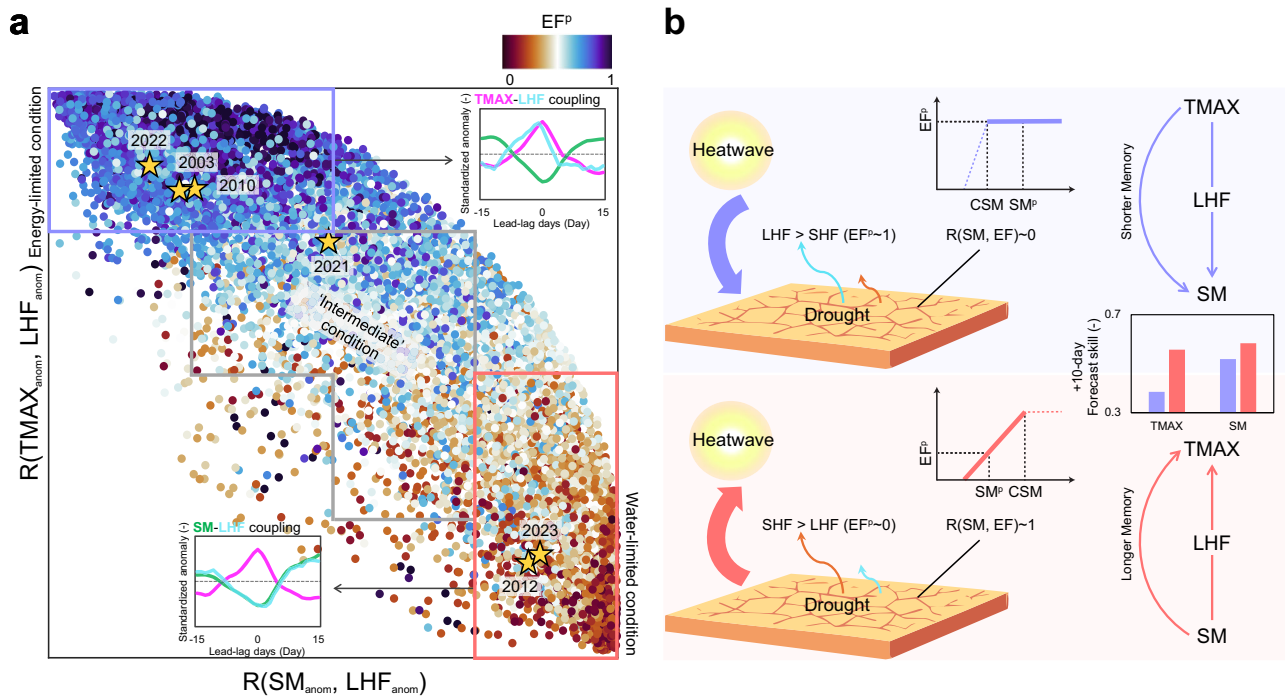 a
EFᵖ
0
1
Energy-limited condition
R(TMAXanom, LHFanom)
2022
2003
2010
2021
TMAX-LHF coupling
Standardized anomaly (-)
-15
0
15
Lead-lag days (Day)
'Intermediate'
condition
SM-LHF coupling
Standardized anomaly (-)
-15
0
15
Lead-lag days (Day)
2023
2012
Water-limited condition
R(SManom, LHFanom)
b
Heatwave
EFᵖ
CSM SMᵖ
LHF > SHF (EFᵖ~1)
R(SM, EF)~0
Drought
TMAX
Shorter Memory
LHF
SM
+10-day
Forecast skill (-)
0.7
0.3
TMAX
SM
Heatwave
EFᵖ
SMᵖ CSM
SHF > LHF (EFᵖ~0)
R(SM, EF)~1
Drought
TMAX
Longer Memory
LHF
SM